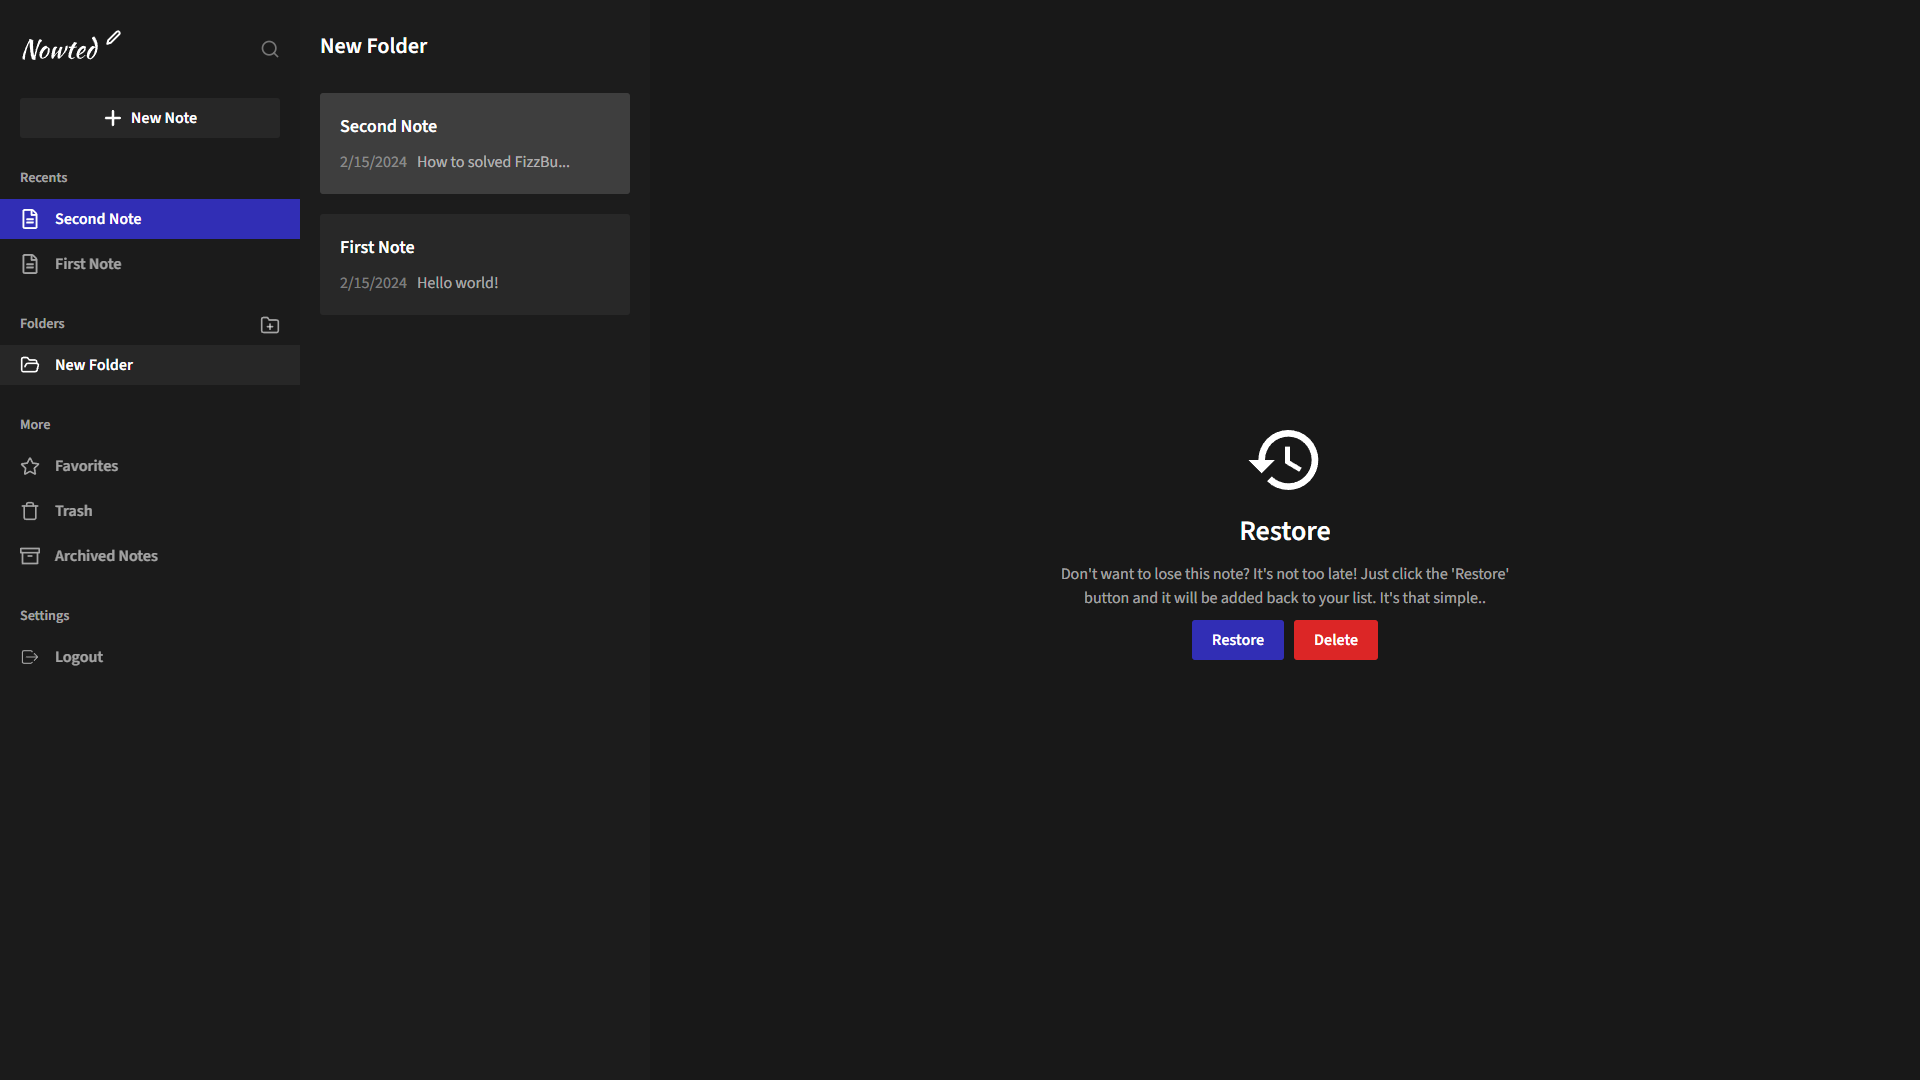 Nowted
New Note
Recents
Second Note
First Note
Folders
New Folder
More
Favorites
Trash
Archived Notes
Settings
Logout
New Folder
Second Note
2/15/2024 How to solved FizzBu...
First Note
2/15/2024 Hello world!
Restore
Don't want to lose this note? It's not too late! Just click the 'Restore'
button and it will be added back to your list. It's that simple..
Restore Delete